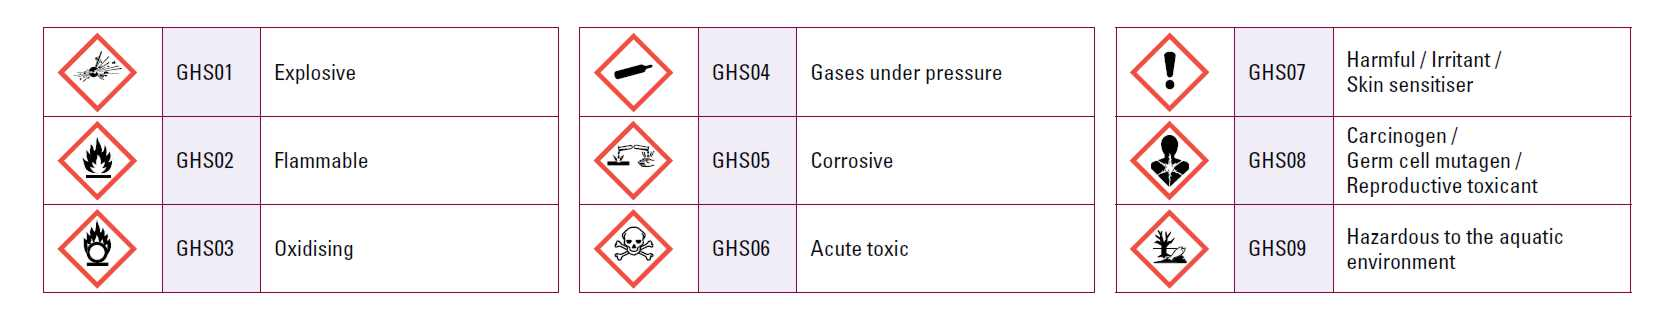 GHS01 Explosive
GHS02 Flammable
GHS03 Oxidising
GHS04 Gases under pressure
GHS05 Corrosive
GHS06 Acute toxic
GHS07 Harmful / Irritant /
Skin sensitiser
GHS08 Carcinogen /
Germ cell mutagen /
Reproductive toxicant
GHS09 Hazardous to the aquatic
environment